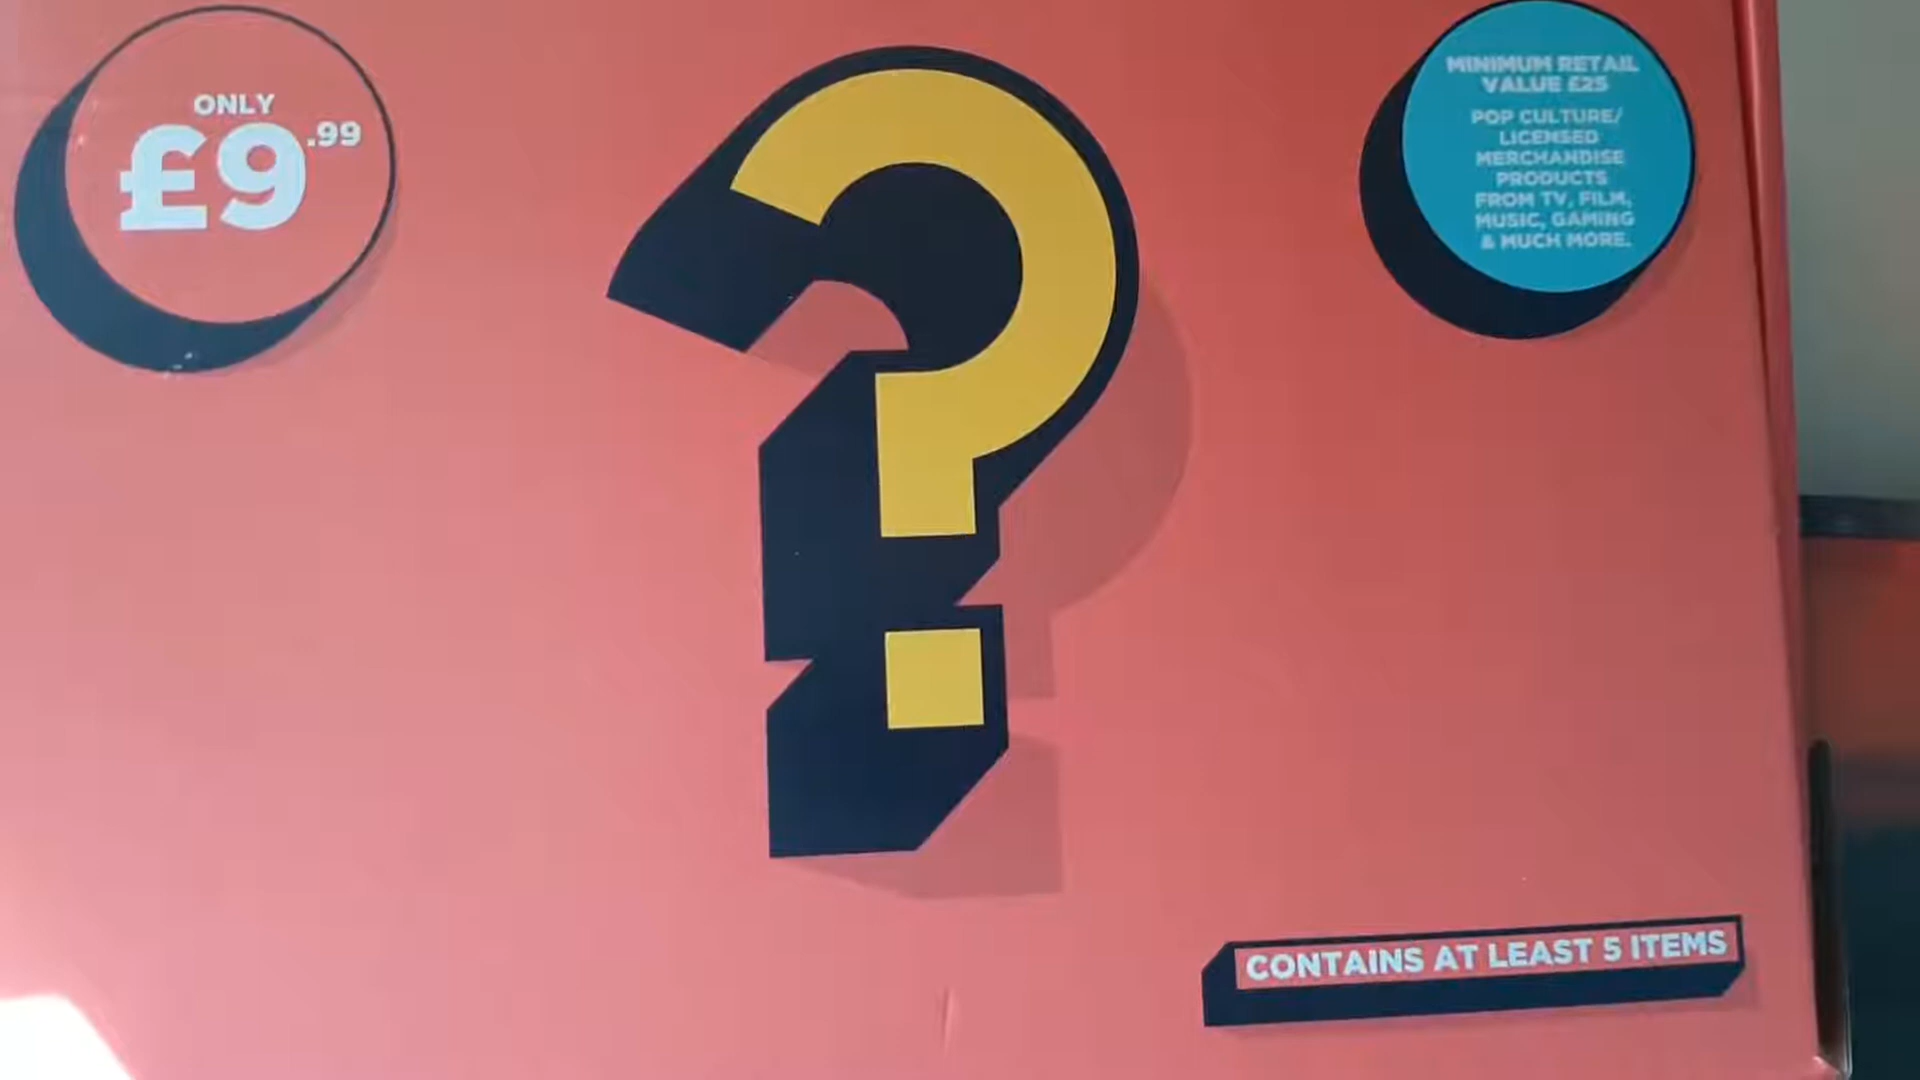 ONLY
£9.99
?
MINIMUM RETAIL
VALUE £25
POP CULTURE/
LICENSED
MERCHANDISE
PRODUCTS
FROM TV, FILM,
MUSIC, GAMING
& MUCH MORE.
CONTAINS AT LEAST 5 ITEMS